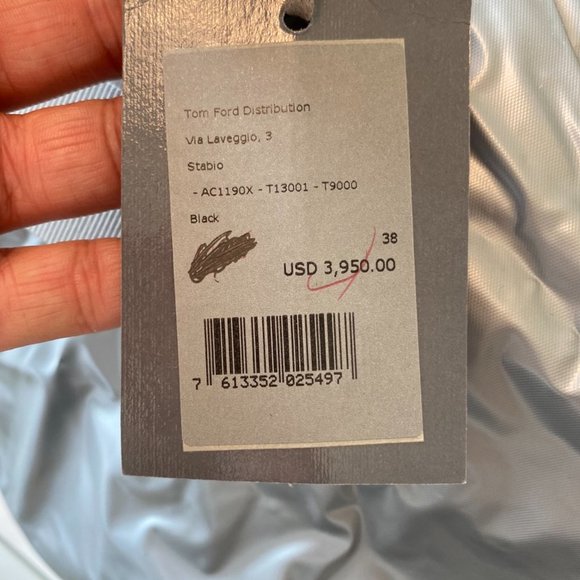 Tom Ford Distribution
Via Laveggio, 3
Stabio
- AC1190X - T13001 - T9000
Black
38
USD 3,950.00
7 613352 025497